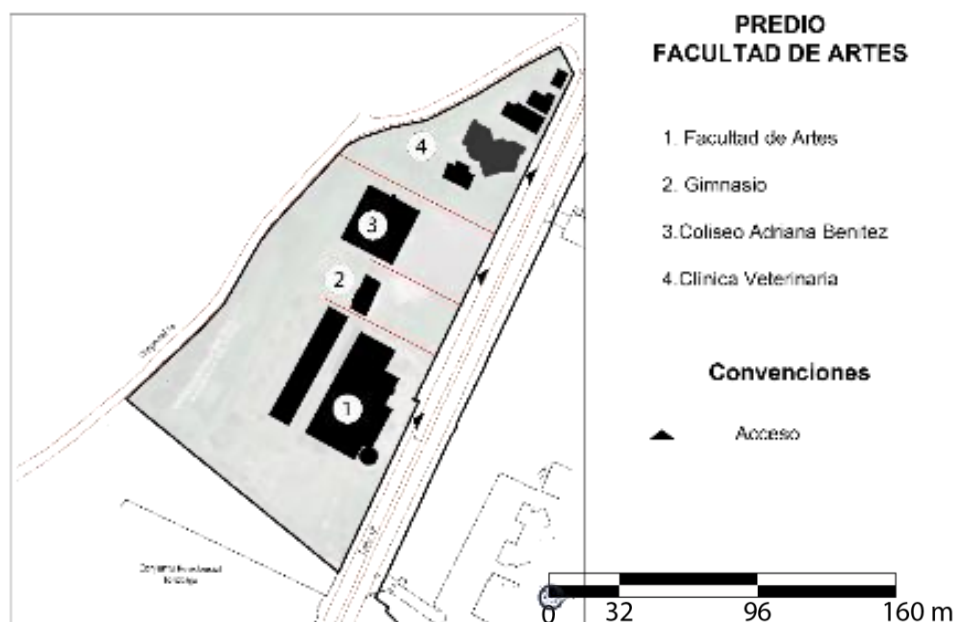 PREDIO
FACULTAD DE ARTES
1. Facultad de Artes
2. Gimnasio
3.Coliseo Adriana Benitez
4.Clinica Veterinaria
Convenciones
Acceso
4
3
2
1
0 32 96 160 m